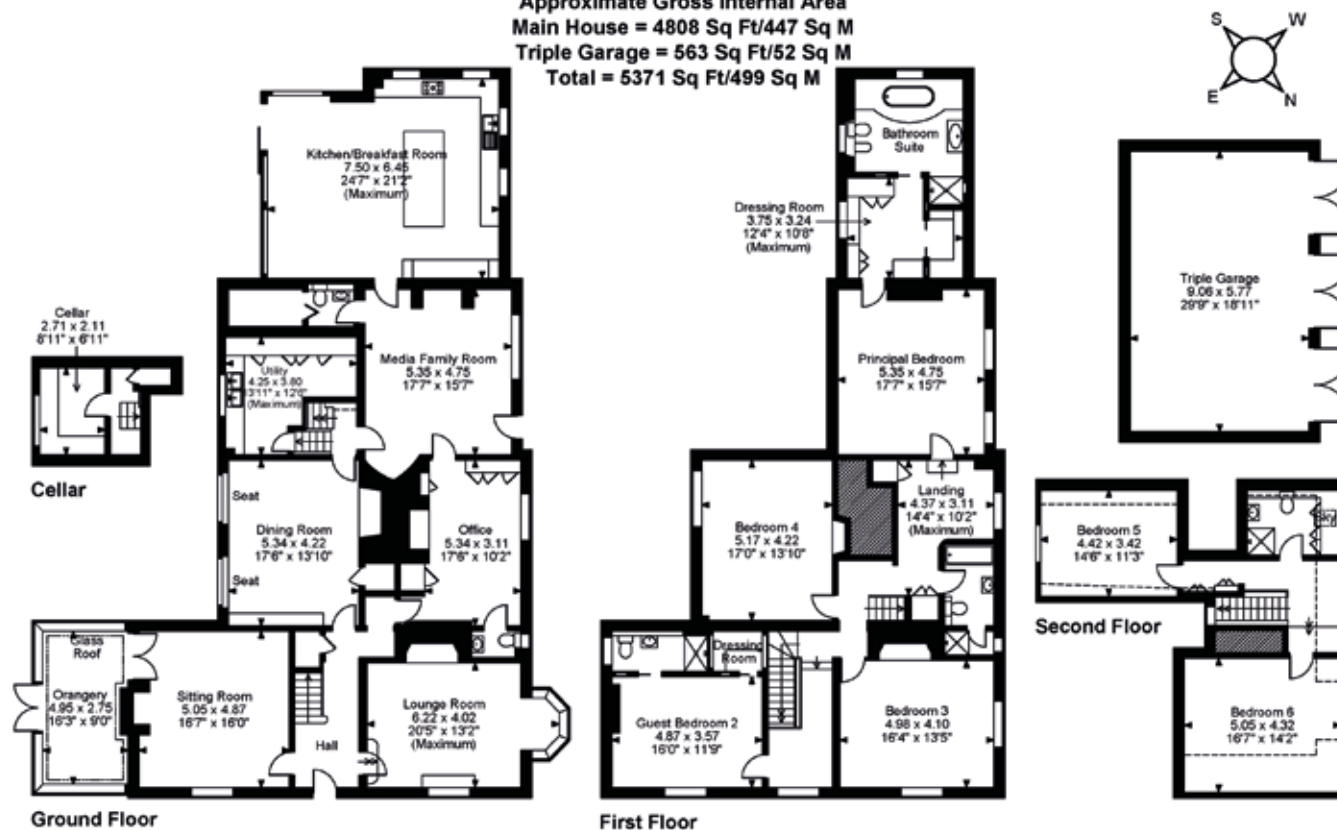 Approximate Gross Internal Area
Main House = 4808 Sq Ft/447 Sq M
Triple Garage = 563 Sq Ft/52 Sq M
Total = 5371 Sq Ft/499 Sq M
S
W
E
N
Kitchen/Breakfast Room
7.50 x 6.45
24'7" x 21'2"
(Maximum)
Bathroom
Suite
Dressing Room
3.75 x 3.24
12'4" x 10'8"
(Maximum)
Triple Garage
9.06 x 5.77
29'9" x 18'11"
Cellar
2.71 x 2.11
8'11" x 6'11"
Cellar
Utility
4.25 x 3.80
13'11" x 12'6"
(Maximum)
Media Family Room
5.35 x 4.75
17'7" x 15'7"
Principal Bedroom
5.35 x 4.75
17'7" x 15'7"
Seat
Dining Room
5.34 x 4.22
17'6" x 13'10"
Seat
Office
5.34 x 3.11
17'6" x 10'2"
Bedroom 4
5.17 x 4.22
17'0" x 13'10"
Landing
4.37 x 3.11
14'4" x 10'2"
(Maximum)
Bedroom 5
4.42 x 3.42
14'6" x 11'3"
Sky
Second Floor
Glass
Roof
Orangery
4.95 x 2.75
16'3" x 9'0"
Sitting Room
5.05 x 4.87
16'7" x 16'0"
Hall
Lounge Room
6.22 x 4.02
20'5" x 13'2"
(Maximum)
Dressing
Room
Guest Bedroom 2
4.87 x 3.57
16'0" x 11'9"
Bedroom 3
4.98 x 4.10
16'4" x 13'5"
Bedroom 6
5.05 x 4.32
16'7" x 14'2"
Ground Floor
First Floor